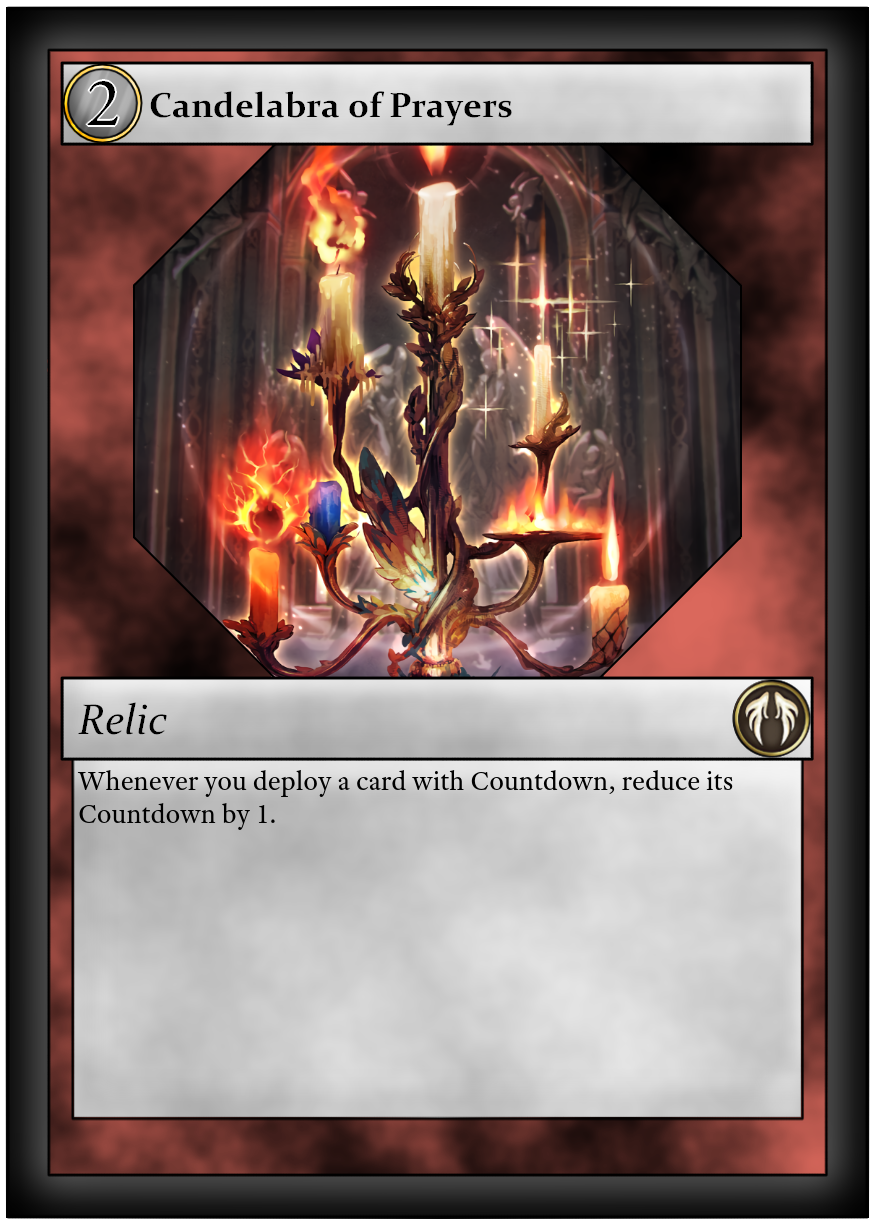 2 Candelabra of Prayers
Relic
Whenever you deploy a card with Countdown, reduce its
Countdown by 1.